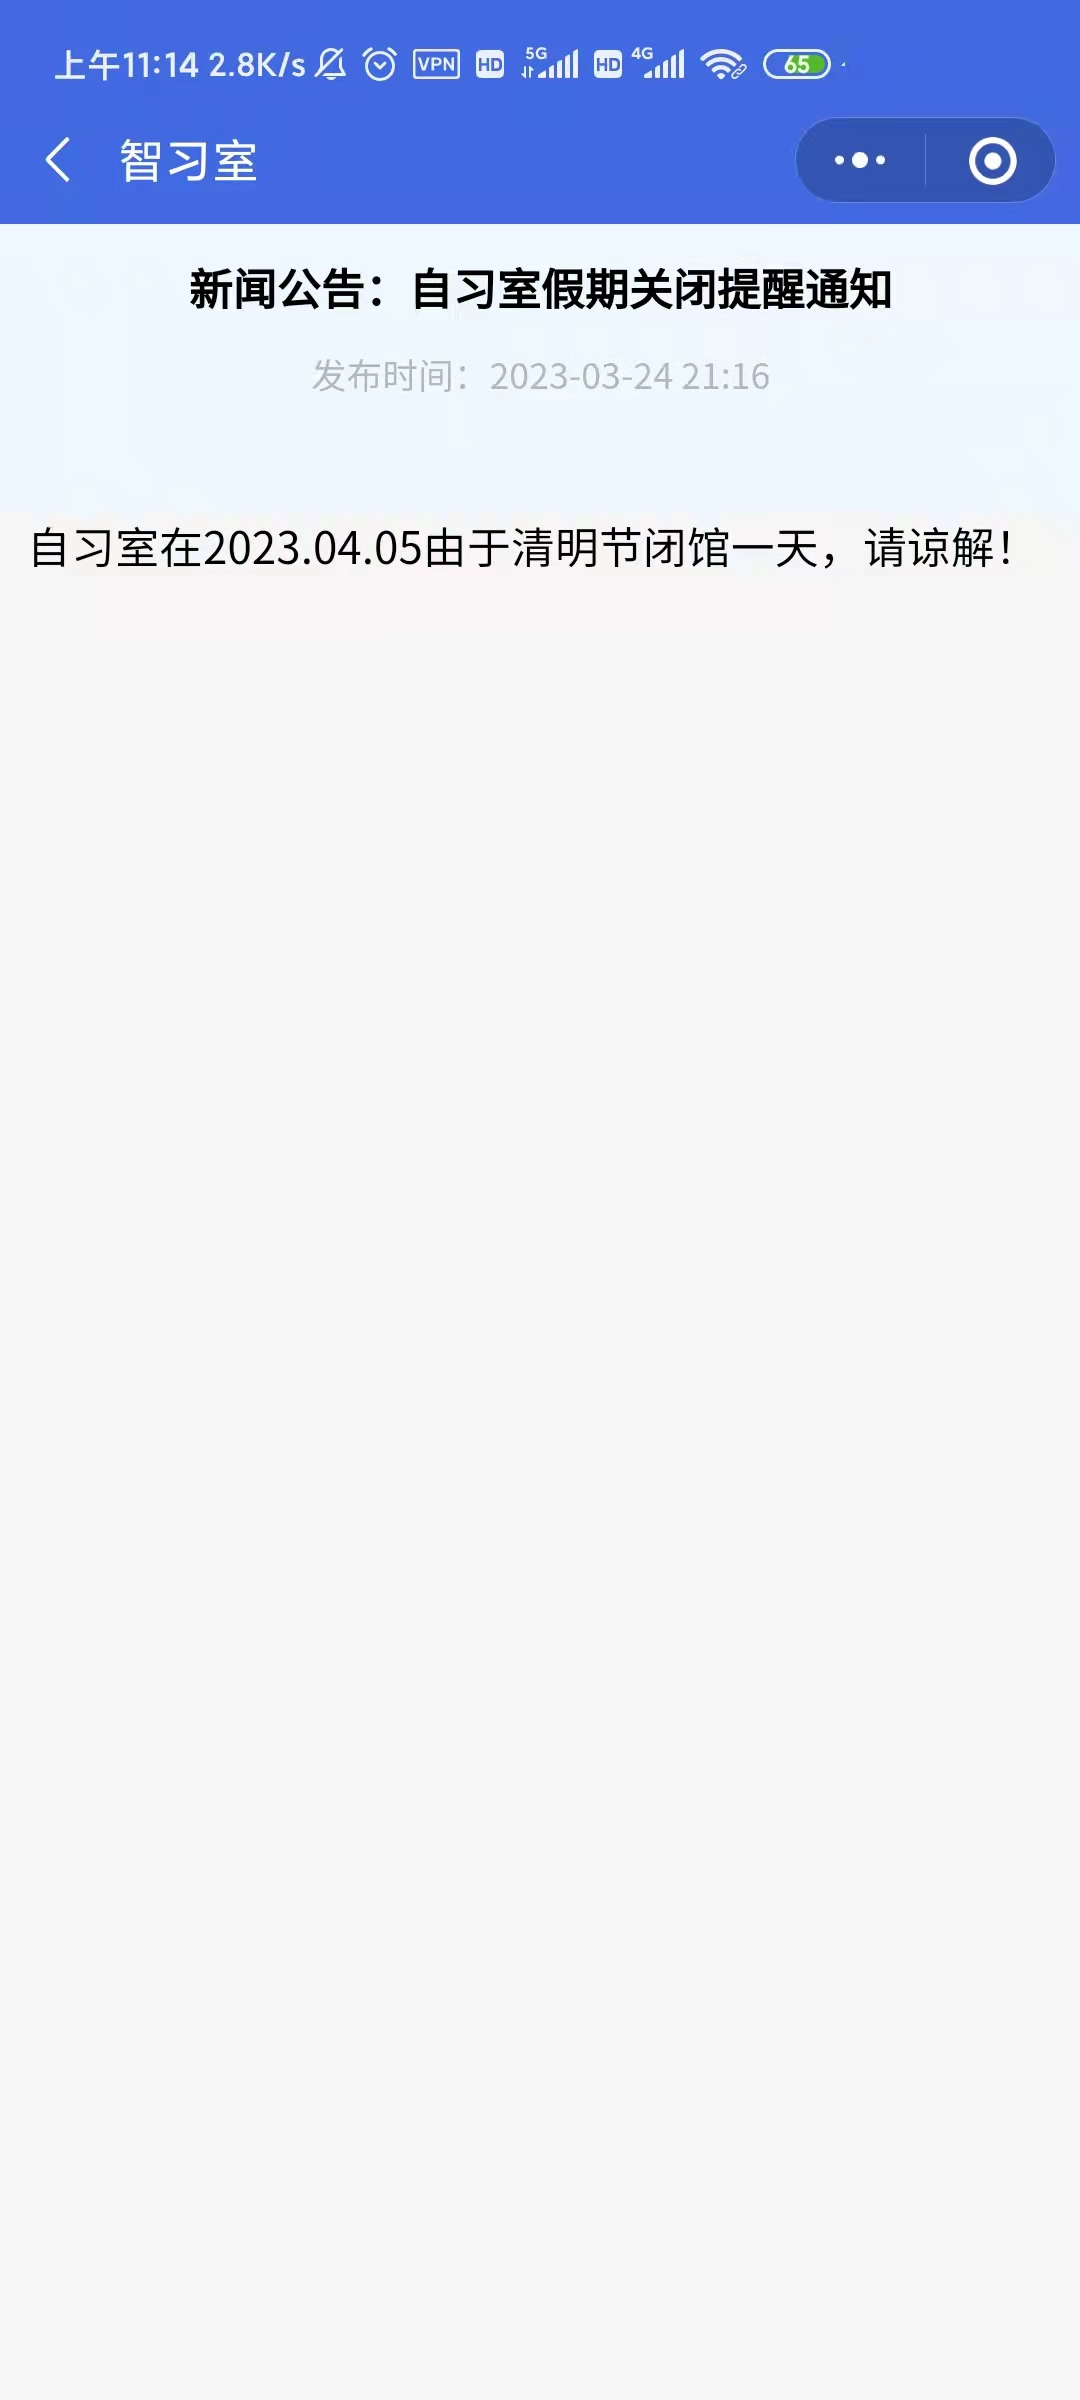 上午11:14 2.8K/s VPN HD 5G HD 4G 65
智习室
新闻公告：自习室假期关闭提醒通知
发布时间：2023-03-24 21:16
自习室在2023.04.05由于清明节闭馆一天，请谅解！